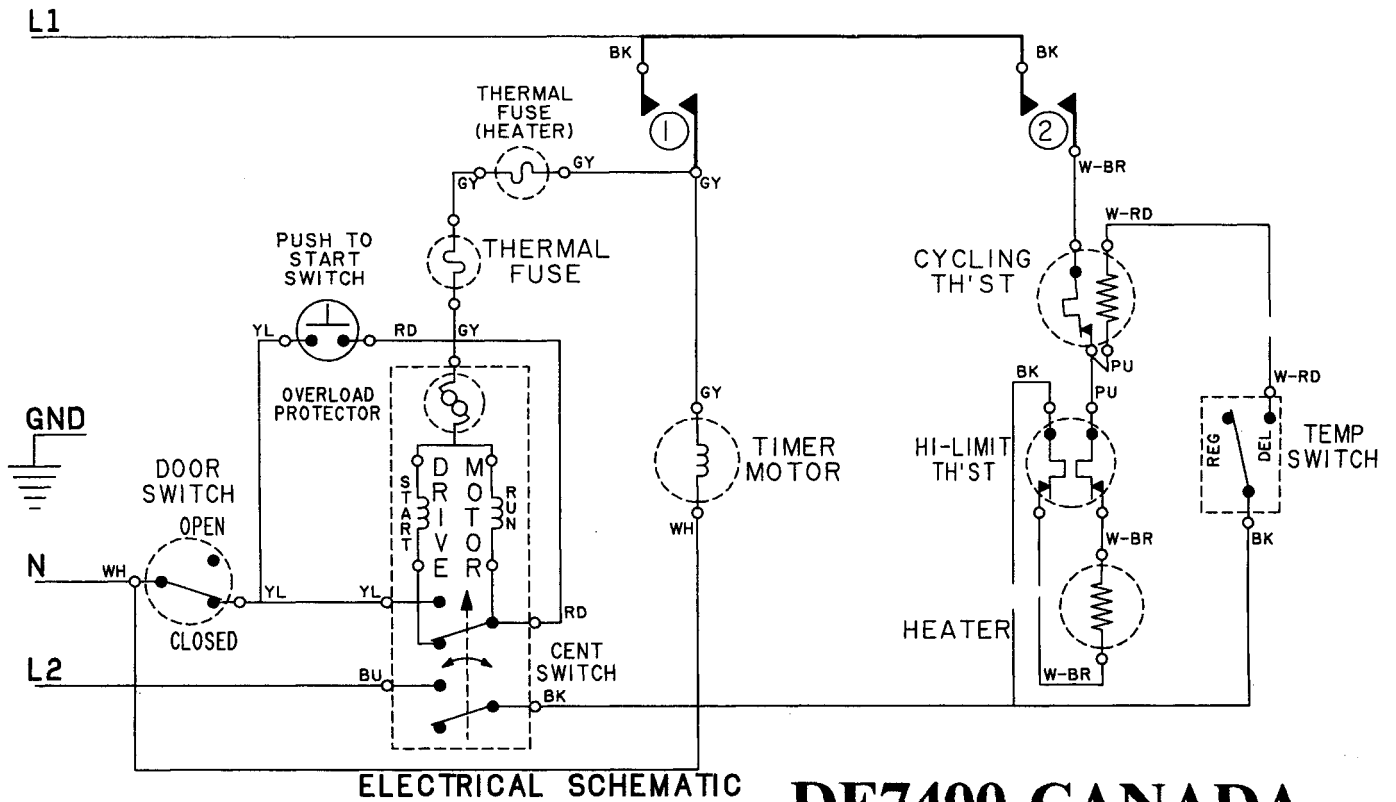 L1
BK
BK
THERMAL
FUSE
(HEATER)
1
2
GY
GY
GY
W-BR
W-RD
PUSH TO
START
SWITCH
THERMAL
FUSE
CYCLING
TH'ST
YL
RD
GY
PU
BK
PU
W-RD
OVERLOAD
PROTECTOR
GY
GND
DOOR
SWITCH
OPEN
START
DRIVE
MOTOR
RUN
TIMER
MOTOR
HI-LIMIT
TH'ST
REG
DEL
TEMP
SWITCH
WH
W-BR
BK
N
WH
YL
YL
RD
CLOSED
HEATER
CENT
SWITCH
L2
BU
BK
W-BR
ELECTRICAL SCHEMATIC